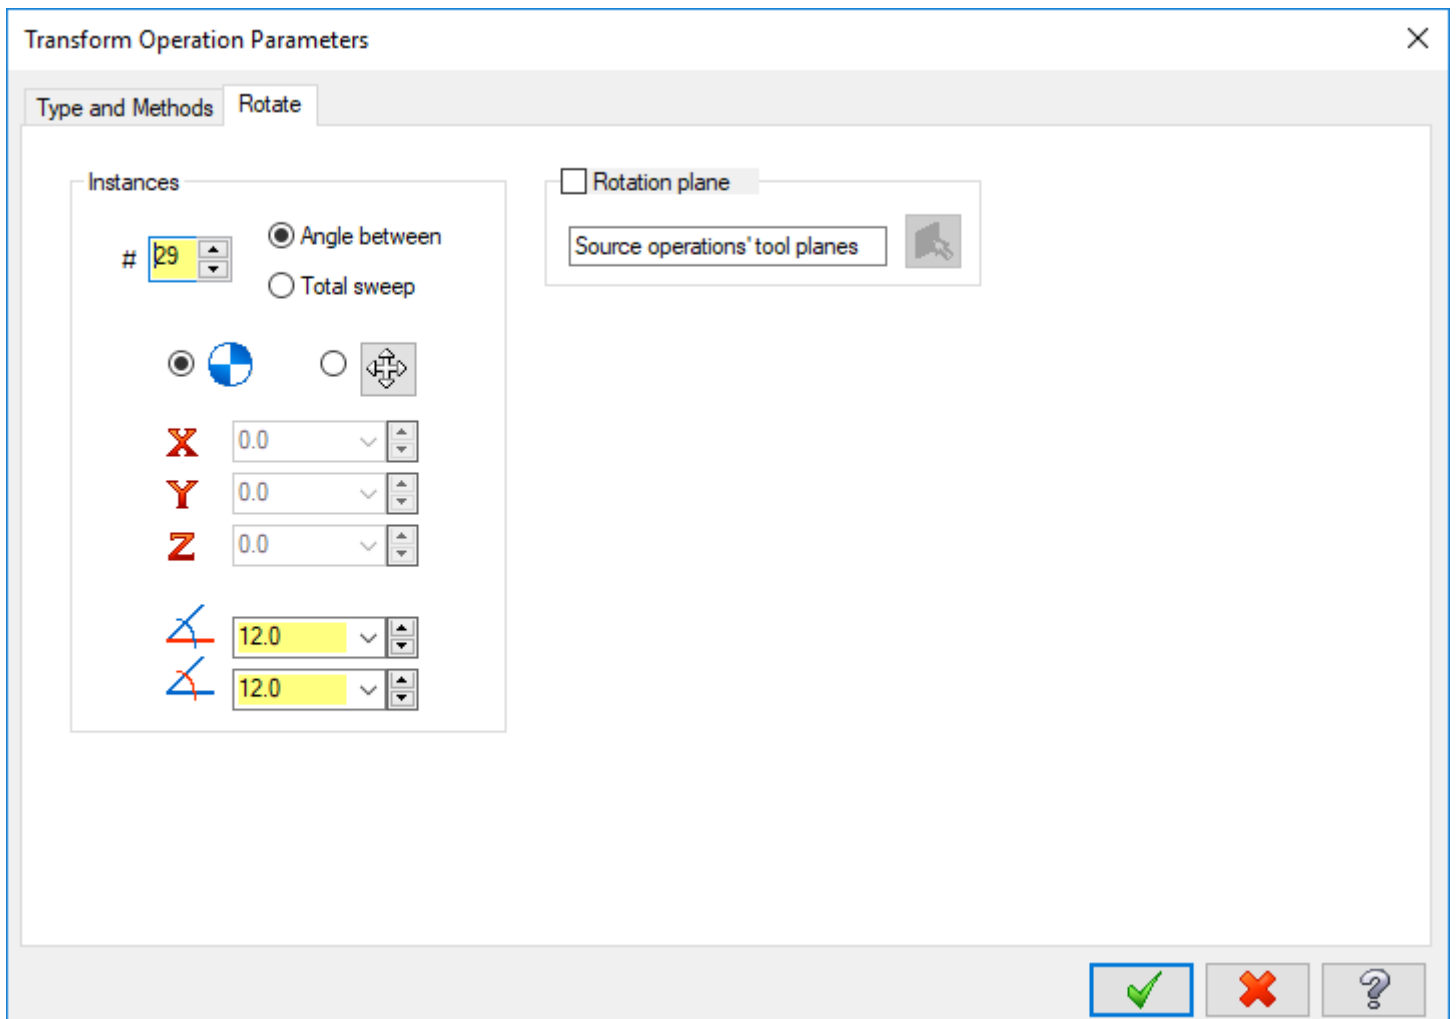 Transform Operation Parameters
Type and Methods
Rotate
Instances
# 29
Angle between
Total sweep
X 0.0
Y 0.0
Z 0.0
12.0
12.0
Rotation plane
Source operations' tool planes